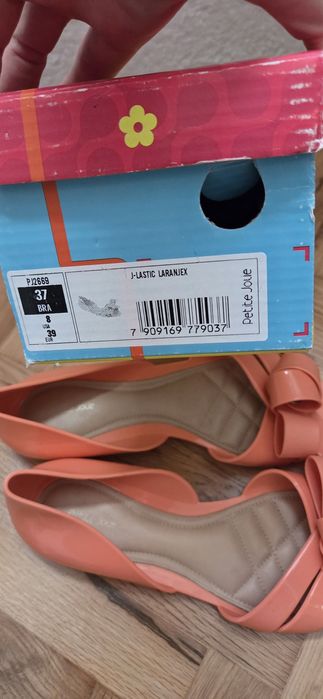 PJ2669
37
BRA
8
USA
39
EUR
J-LASTIC LARANJEX
7 909169 779037
Petite Jolie